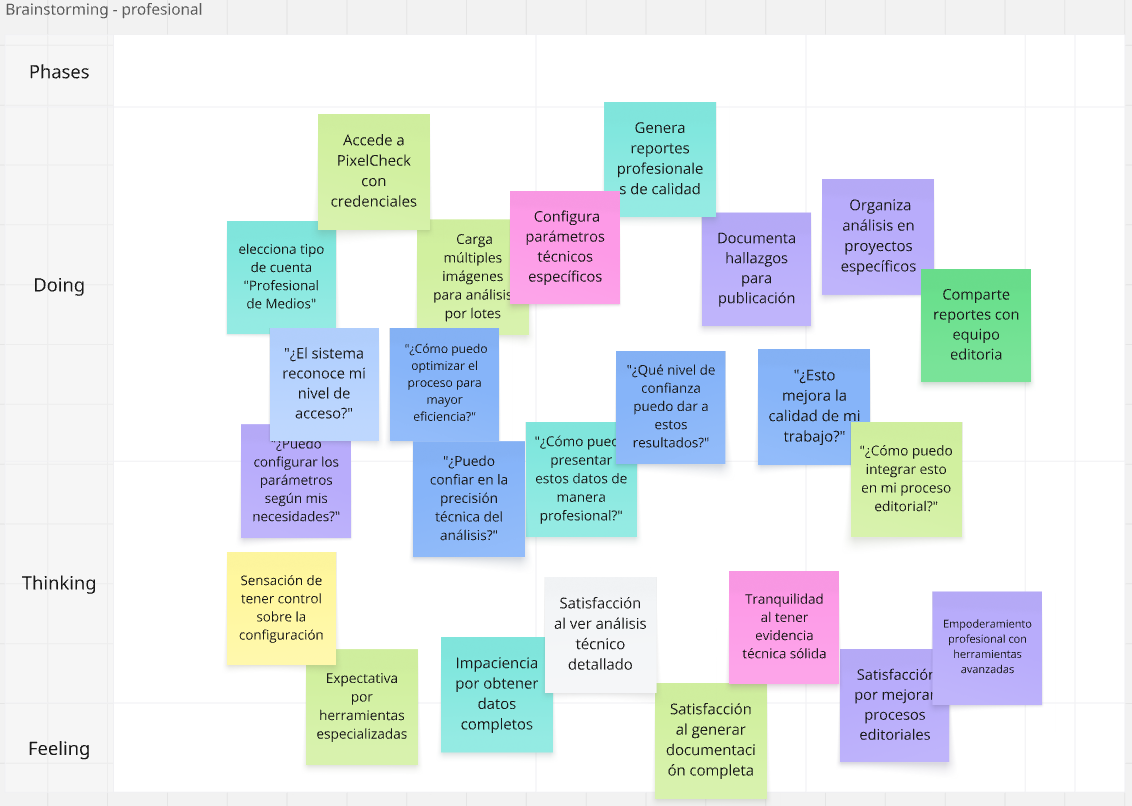 Brainstorming - profesional
Phases
Doing
Accede a
PixelCheck
con
credenciales
Genera
reportes
profesionale
s de calidad
elecciona tipo
de cuenta
"Profesional
de Medios"
Carga
múltiples
imágenes
para análisis
por lotes
Configura
parámetros
técnicos
específicos
Documenta
hallazgos
para
publicación
Organiza
análisis en
proyectos
específicos
Comparte
reportes con
equipo
editoria
"¿El sistema
reconoce mi
nivel de
acceso?"
"¿Cómo puedo
optimizar el
proceso para
mayor
eficiencia?"
"¿Qué nivel de
confianza
puedo dar a
estos
resultados?"
"¿Esto
mejora la
calidad de mi
trabajo?"
"¿Puedo
configurar los
parámetros
según mis
necesidades?"
"¿Puedo
confiar en la
precisión
técnica del
análisis?"
"¿Cómo pued
presentar
estos datos de
manera
profesional?"
"¿Cómo puedo
integrar esto
en mi proceso
editorial?"
Thinking
Sensación de
tener control
sobre la
configuración
Expectativa
por
herramientas
especializadas
Impaciencia
por obtener
datos
completos
Satisfacción
al ver análisis
técnico
detallado
Satisfacción
al generar
documentaci
ón completa
Tranquilidad
al tener
evidencia
técnica sólida
Satisfacción
por mejorar
procesos
editoriales
Empoderamiento
profesional con
herramientas
avanzadas
Feeling